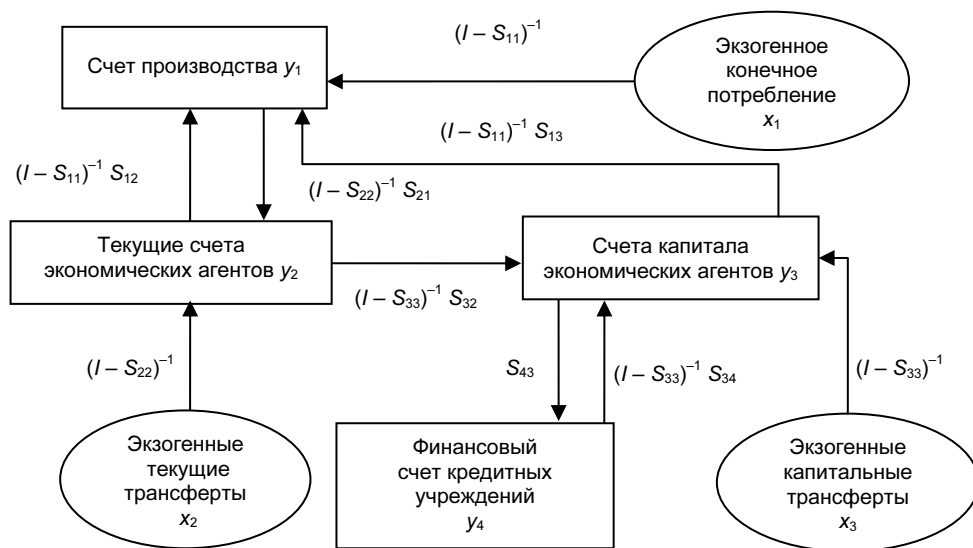 (I – S₁₁)⁻¹
Счет производства y₁
Экзогенное
конечное
потребление
x₁
(I – S₁₁)⁻¹ S₁₃
(I – S₁₁)⁻¹ S₁₂
(I – S₂₂)⁻¹ S₂₁
Текущие счета
экономических агентов y₂
Счета капитала
экономических агентов y₃
(I – S₃₃)⁻¹ S₃₂
(I – S₂₂)⁻¹
S₄₃
(I – S₃₃)⁻¹ S₃₄
(I – S₃₃)⁻¹
Экзогенные
текущие
трансферты
x₂
Финансовый
счет кредитных
учреждений
y₄
Экзогенные
капитальные
трансферты
x₃